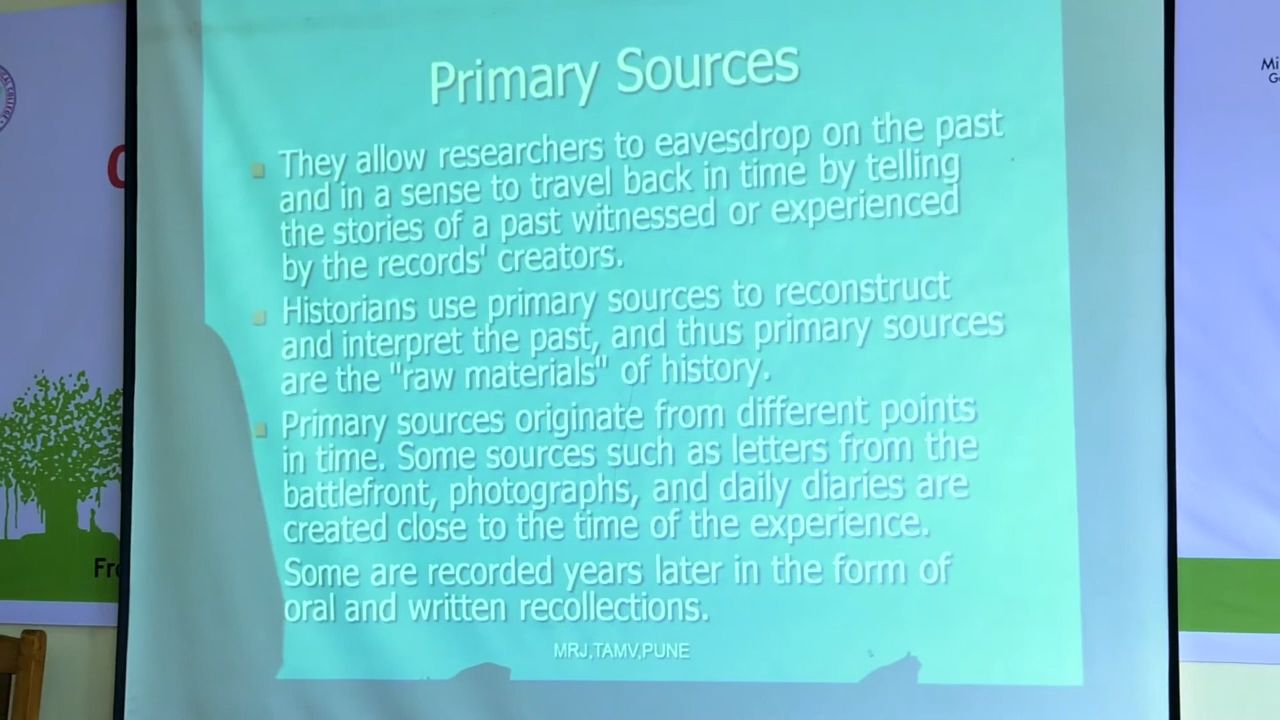 Primary Sources
They allow researchers to eavesdrop on the past
and in a sense to travel back in time by telling
the stories of a past witnessed or experienced
by the records' creators.
Historians use primary sources to reconstruct
and interpret the past, and thus primary sources
are the "raw materials" of history.
Primary sources originate from different points
in time. Some sources such as letters from the
battlefront, photographs, and daily diaries are
created close to the time of the experience.
Some are recorded years later in the form of
oral and written recollections.
MRJ,TAMV,PUNE